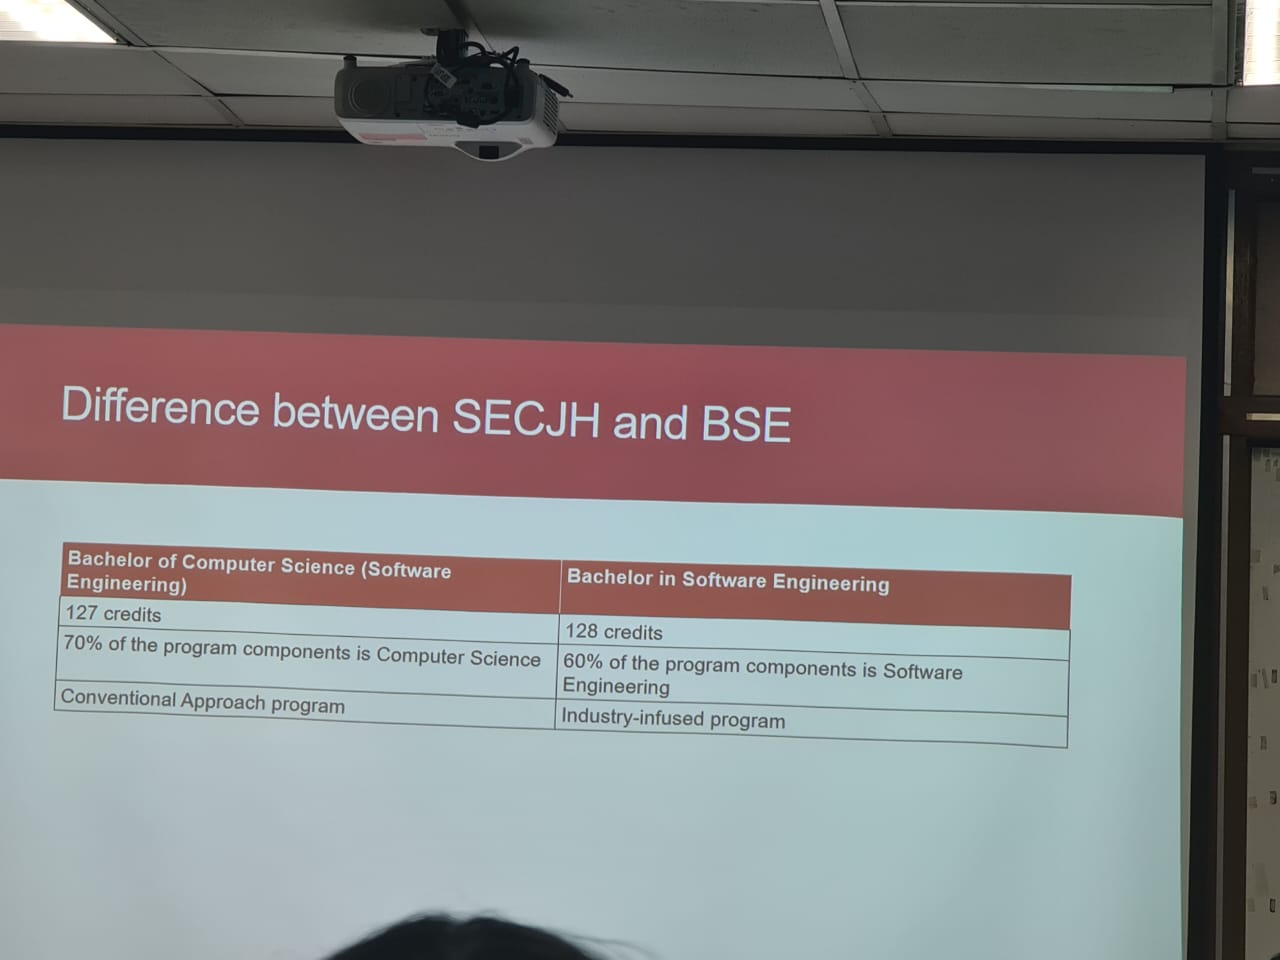 Difference between SECJH and BSE
Bachelor of Computer Science (Software
Engineering)
Bachelor in Software Engineering
127 credits
128 credits
70% of the program components is Computer Science
60% of the program components is Software
Engineering
Conventional Approach program
Industry-infused program